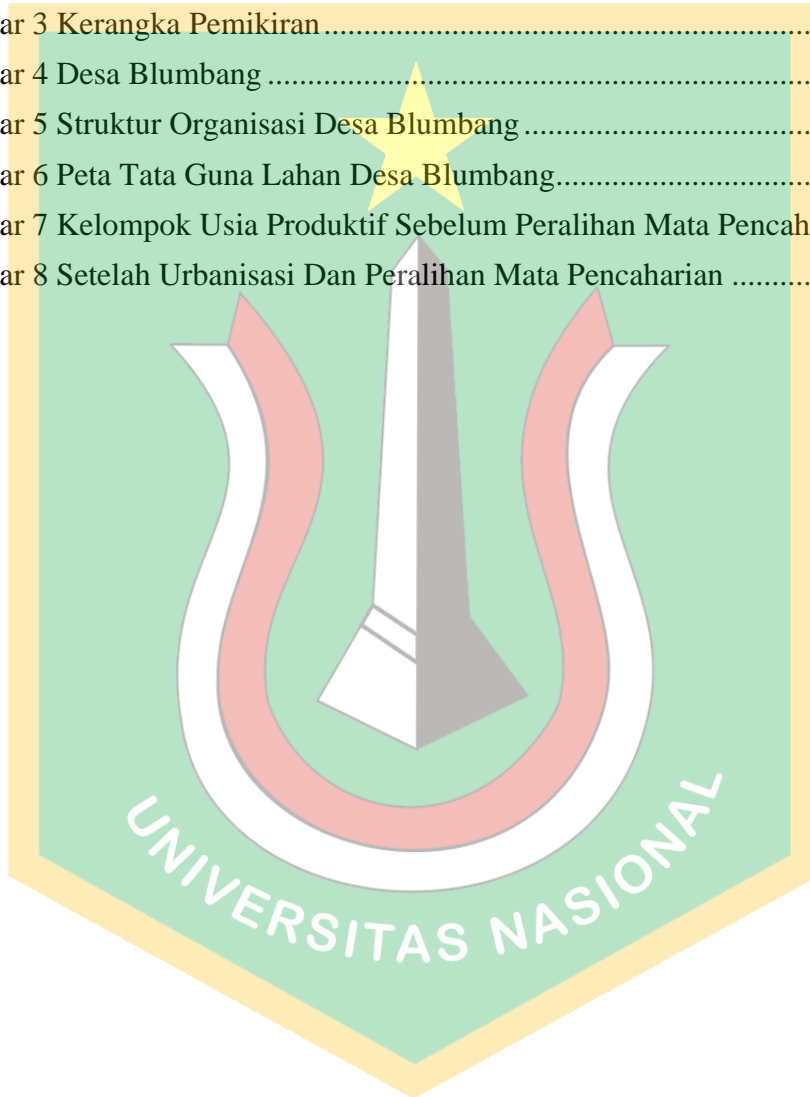 ar 3 Kerangka Pemikiran........................................................
ar 4 Desa Blumbang ........................................................
ar 5 Struktur Organisasi Desa Blumbang ........................................
ar 6 Peta Tata Guna Lahan Desa Blumbang........................................
ar 7 Kelompok Usia Produktif Sebelum Peralihan Mata Pencah
ar 8 Setelah Urbanisasi Dan Peralihan Mata Pencaharian ..........
UNIVERSITAS NASIONAL